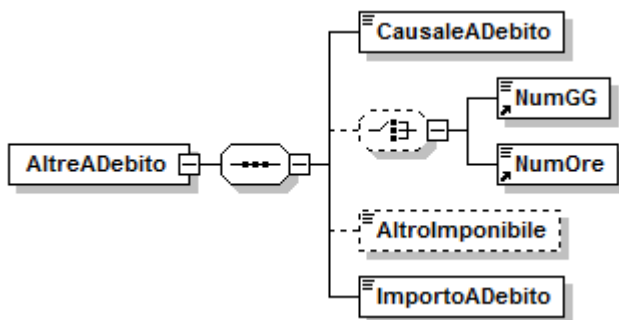 CausaleADebito
NumGG
AltreADebito
NumOre
AltroImponibile
ImportoADebito